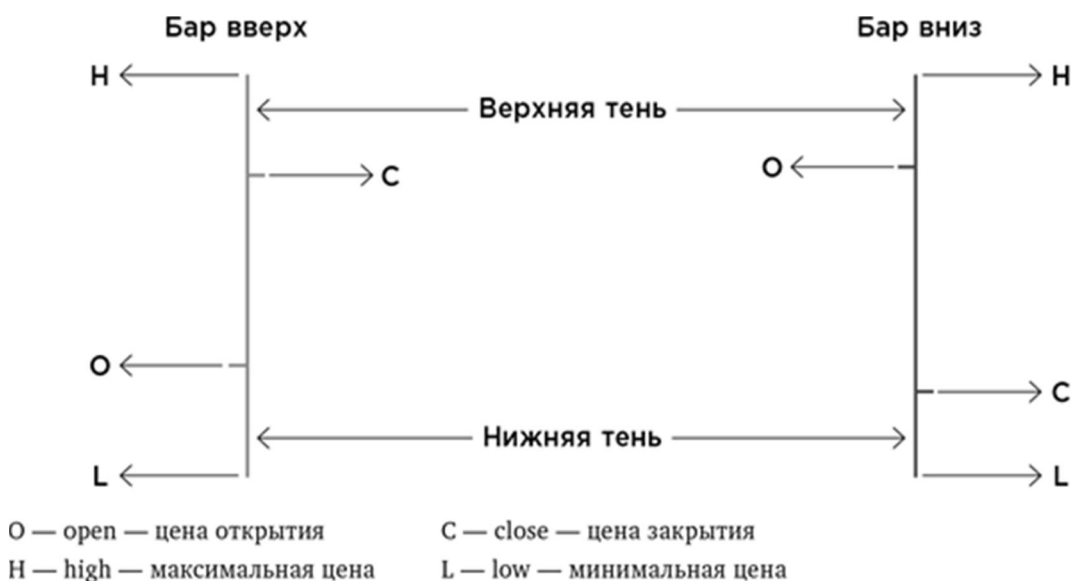 Бар вверх
Бар вниз
H
H
Верхняя тень
O
C
O
C
Нижняя тень
L
L
O — open — цена открытия
C — close — цена закрытия
H — high — максимальная цена
L — low — минимальная цена